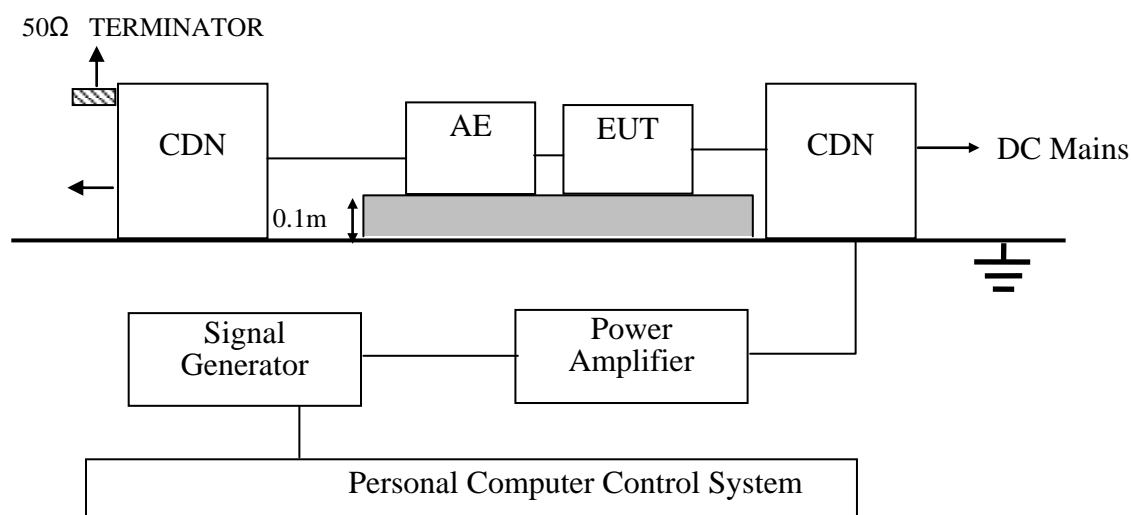 50Ω TERMINATOR
CDN
AE
EUT
CDN
DC Mains
0.1m
Signal
Generator
Power
Amplifier
Personal Computer Control System